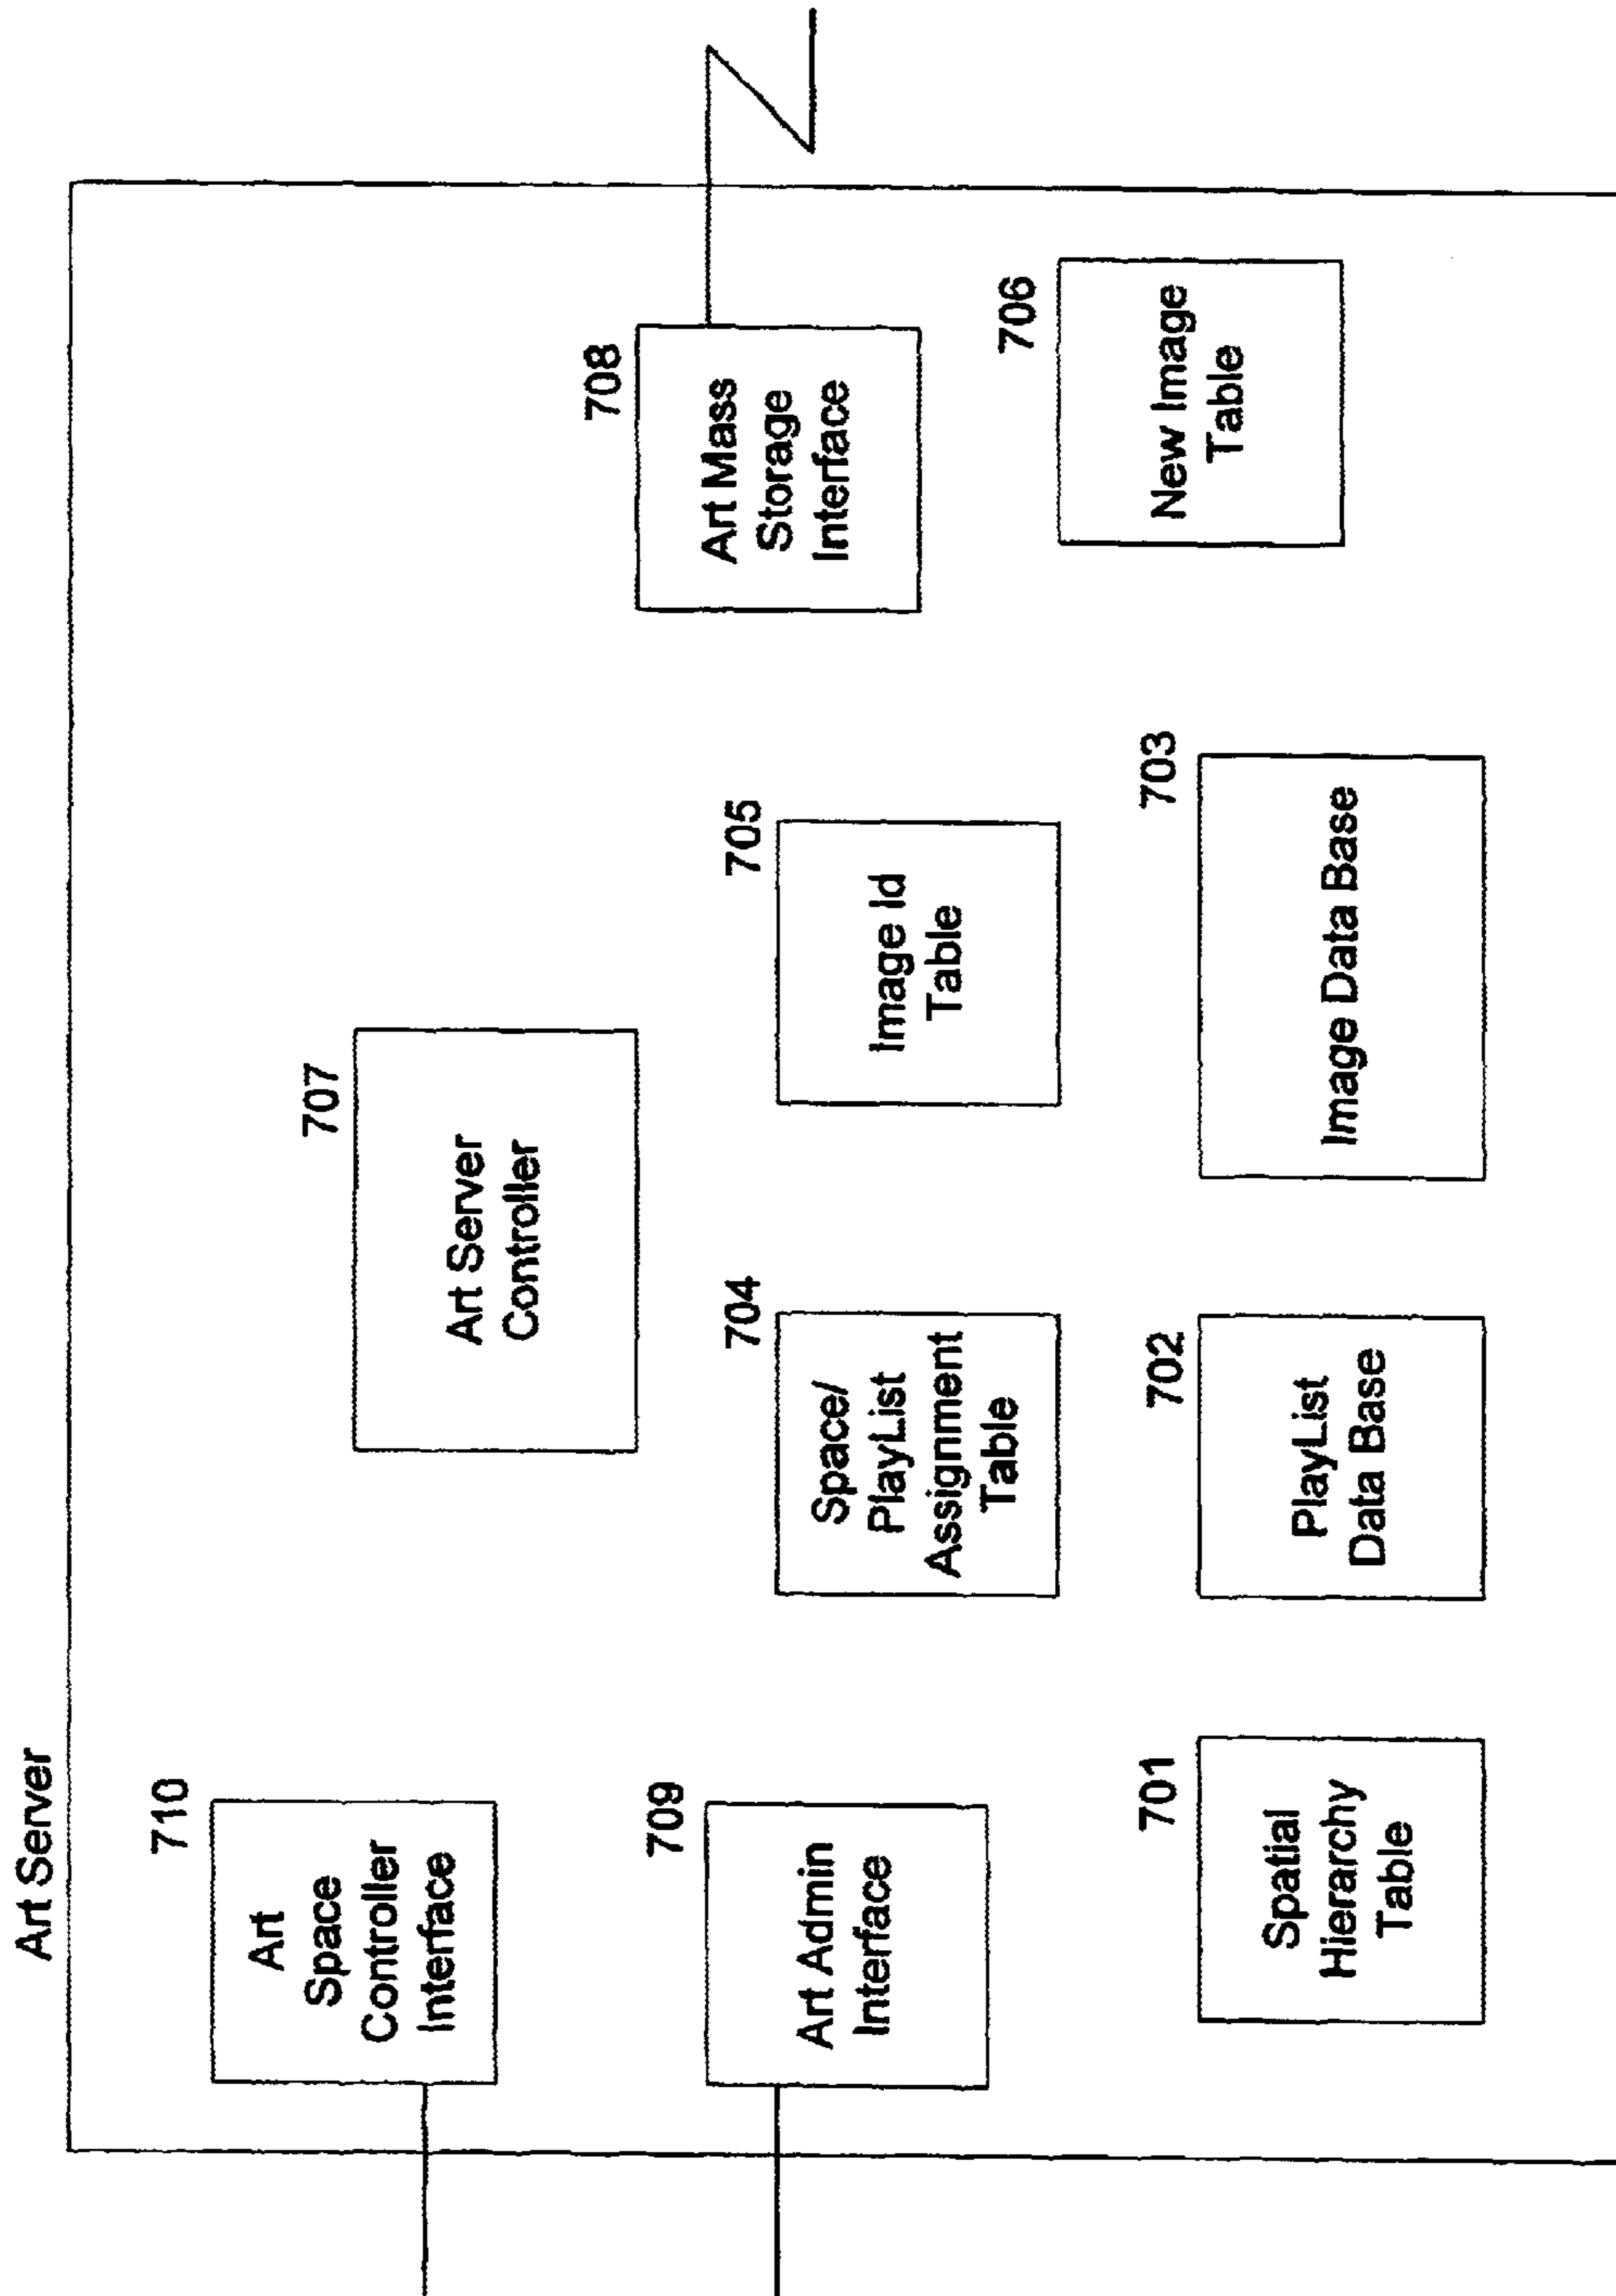 Art Server
710
Art
Space
Controller
Interface
707
Art Server
Controller
708
Art Mass
Storage
Interface
709
Art Admin
Interface
704
Space/
PlayList
Assignment
Table
705
Image Id
Table
706
New Image
Table
701
Spatial
Hierarchy
Table
702
PlayList
Data Base
703
Image Data Base